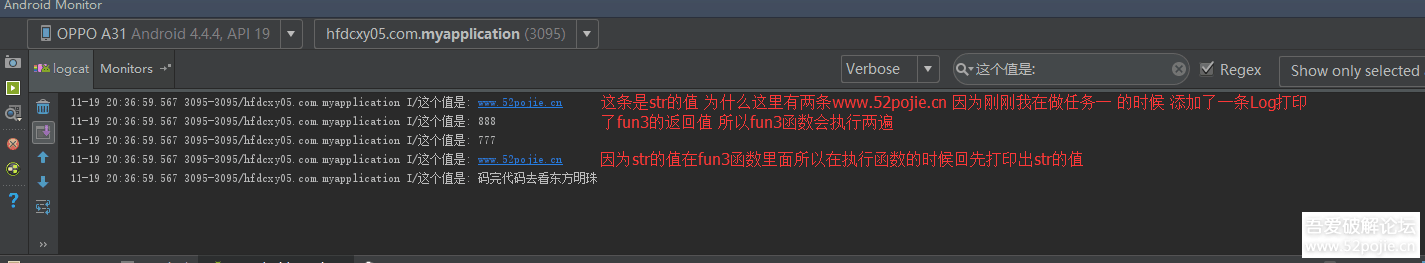 Android Monitor
OPPO A31 Android 4.4.4, API 19
hfdcxy05.com.myapplication (3095)
logcat
Monitors
Verbose
这个值是:
Regex
Show only selected
11-19 20:36:59.567 3095-3095/hfdcxy05.com.myapplication I/这个值是: www.52pojie.cn
这条是str的值 为什么这里有两条www.52pojie.cn 因为刚刚我在做任务一 的时候 添加了一条Log打印
11-19 20:36:59.567 3095-3095/hfdcxy05.com.myapplication I/这个值是: 888
了fun3的返回值 所以fun3函数会执行两遍
11-19 20:36:59.567 3095-3095/hfdcxy05.com.myapplication I/这个值是: 777
11-19 20:36:59.567 3095-3095/hfdcxy05.com.myapplication I/这个值是: www.52pojie.cn
因为str的值在fun3函数里面所以在执行函数的时候回先打印出str的值
11-19 20:36:59.567 3095-3095/hfdcxy05.com.myapplication I/这个值是: 码完代码去看东方明珠
吾爱破解论坛
www.52pojie.cn